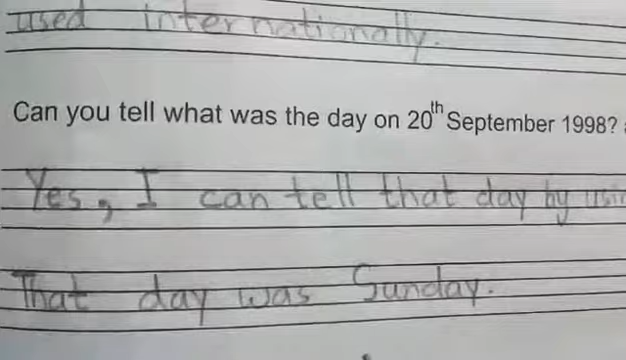 used internationally.
Can you tell what was the day on 20th September 1998?
Yes, I can tell that day by
That day was Sunday.